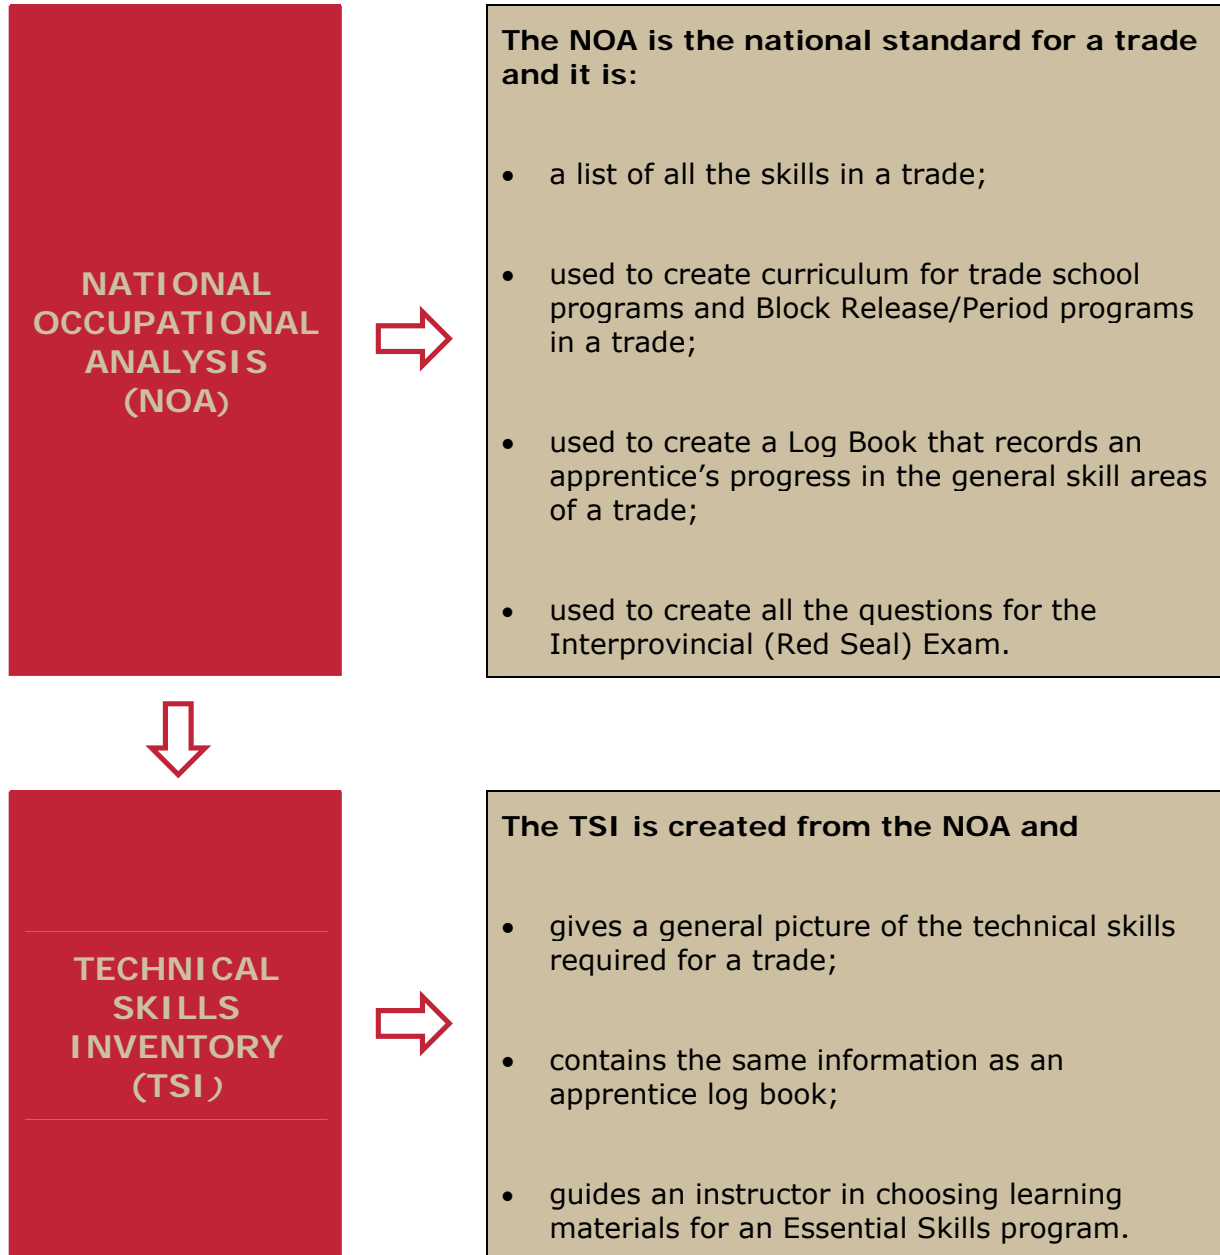 NATIONAL
OCCUPATIONAL
ANALYSIS
(NOA)
The NOA is the national standard for a trade
and it is:
• a list of all the skills in a trade;
• used to create curriculum for trade school
programs and Block Release/Period programs
in a trade;
• used to create a Log Book that records an
apprentice’s progress in the general skill areas
of a trade;
• used to create all the questions for the
Interprovincial (Red Seal) Exam.
TECHNICAL
SKILLS
INVENTORY
(TSI)
The TSI is created from the NOA and
• gives a general picture of the technical skills
required for a trade;
• contains the same information as an
apprentice log book;
• guides an instructor in choosing learning
materials for an Essential Skills program.